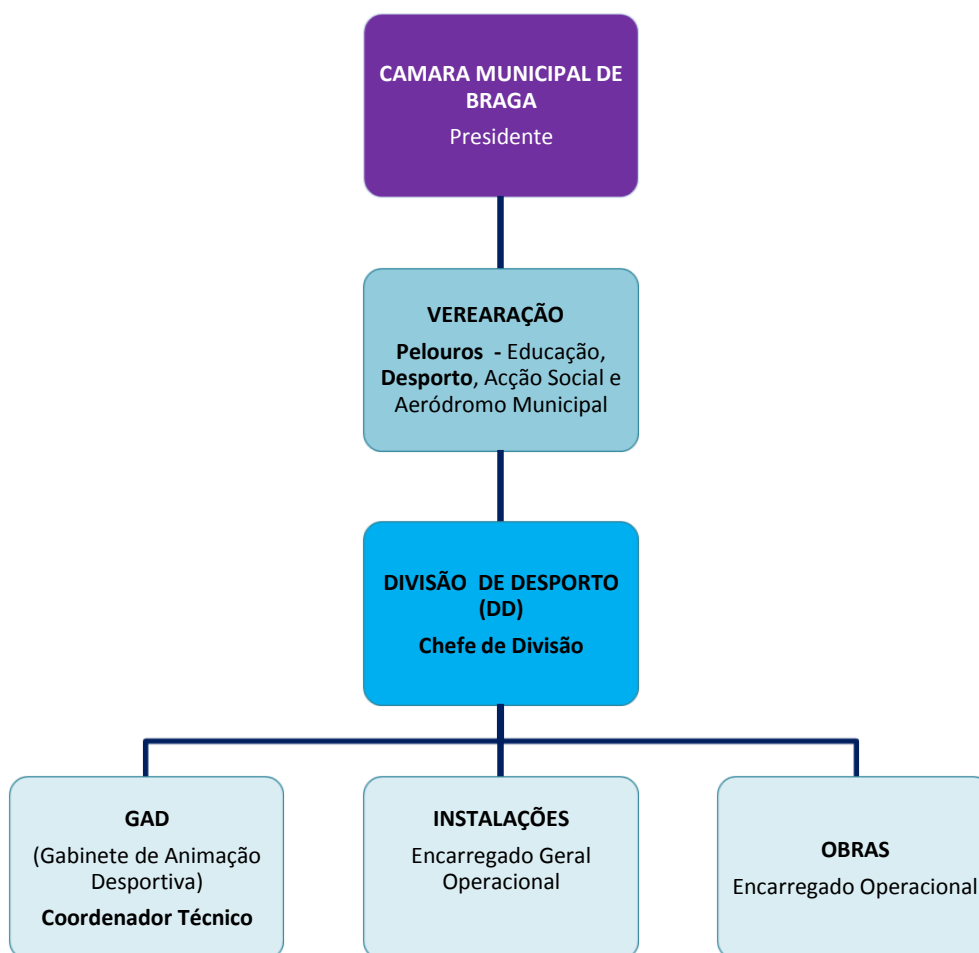 CAMARA MUNICIPAL DE
BRAGA
Presidente
VEREARAÇÃO
Pelouros - Educação,
Desporto, Acção Social e
Aeródromo Municipal
DIVISÃO DE DESPORTO
(DD)
Chefe de Divisão
GAD
(Gabinete de Animação
Desportiva)
Coordenador Técnico
INSTALAÇÕES
Encarregado Geral
Operacional
OBRAS
Encarregado Operacional